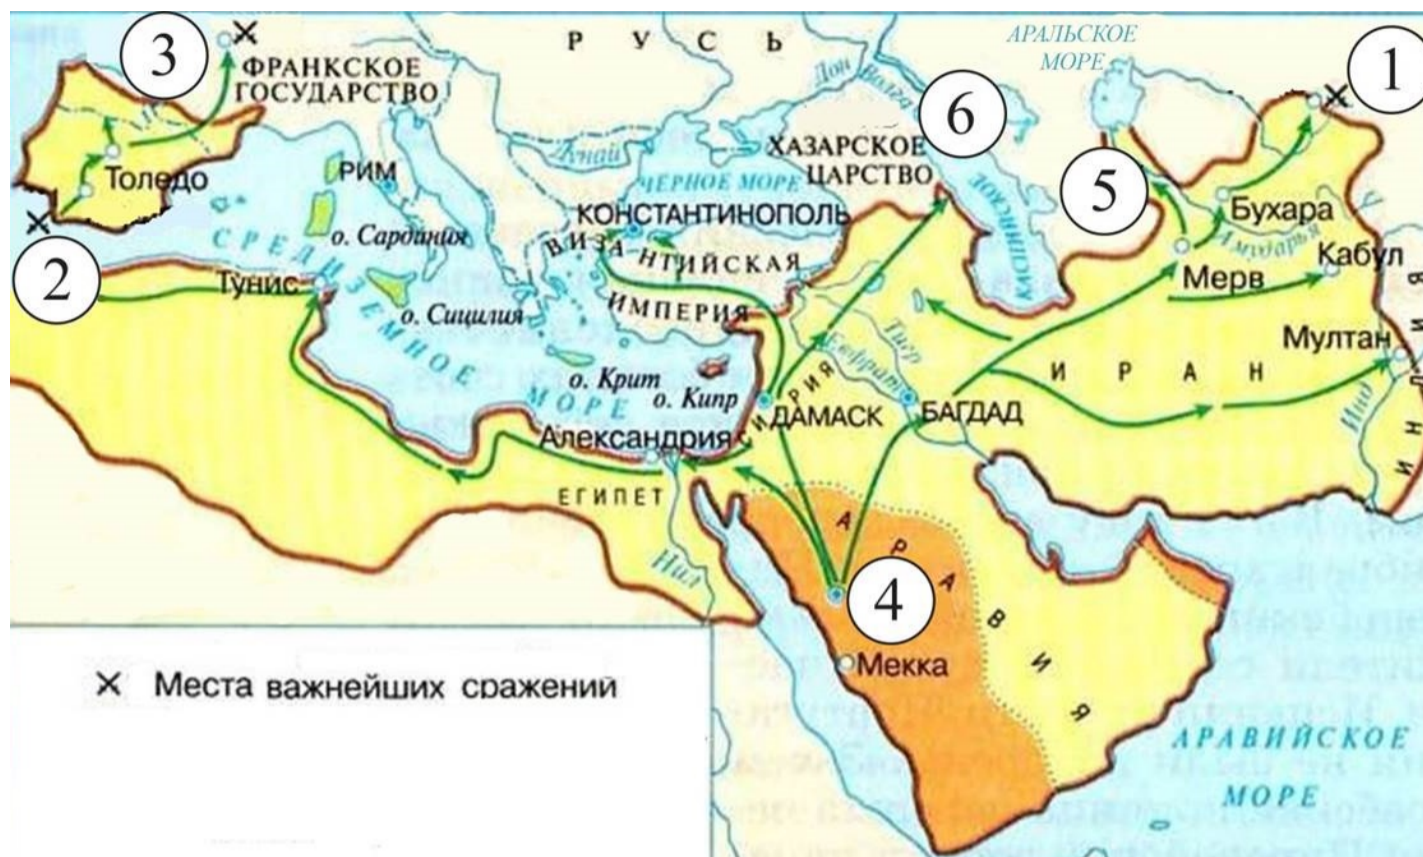 АРАЛЬСКОЕ
МОРЕ
Р У С Ь
1
3
ФРАНКСКОЕ
ГОСУДАРСТВО
Дон
Волга
6
ХАЗАРСКОЕ
ЦАРСТВО
Дунай
5
Толедо
РИМ
ЧЁРНОЕ МОРЕ
КАСПИЙСКОЕ
Бухара
КОНСТАНТИНОПОЛЬ
Амударья
о. Сардиния
ВИЗАНТИЙСКАЯ
ИМПЕРИЯ
Кабул
2
Тунис
Мерв
СРЕДИЗЕМНОЕ
МОРЕ
о. Сицилия
Тигр
Евфрат
Мултан
И Р А Н
о. Крит
о. Кипр
СИРИЯ
ДАМАСК
БАГДАД
Инд
Александрия
ЕГИПЕТ
Нил
АРАВИЯ
4
Мекка
АРАВИЙСКОЕ
МОРЕ
Места важнейших сражений